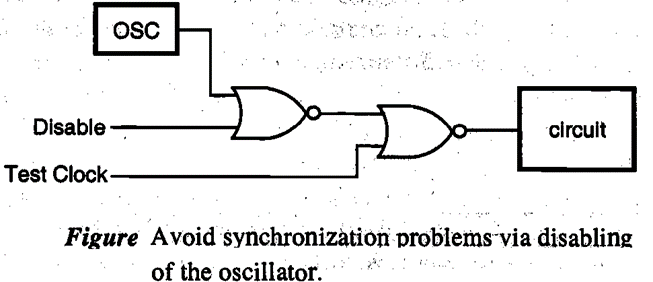 OSC
Disable
Test Clock
circuit
Figure Avoid synchronization problems via disabling
of the oscillator.